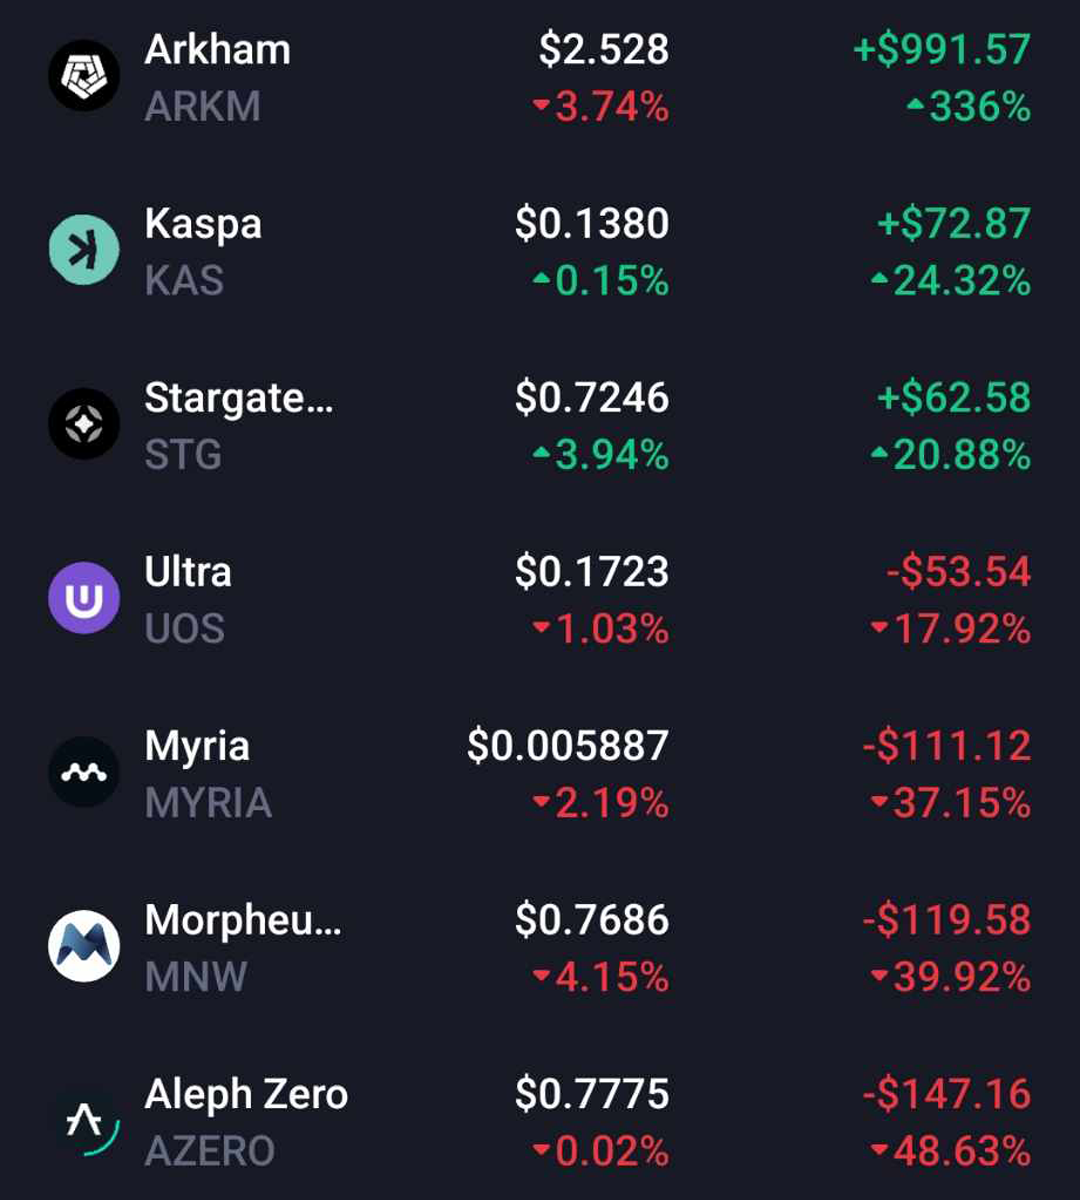 Arkham $2.528 +$991.57
ARKM ▾3.74% ▴336%
Kaspa $0.1380 +$72.87
KAS ▴0.15% ▴24.32%
Stargate... $0.7246 +$62.58
STG ▴3.94% ▴20.88%
Ultra $0.1723 -$53.54
UOS ▾1.03% ▾17.92%
Myria $0.005887 -$111.12
MYRIA ▾2.19% ▾37.15%
Morpheu... $0.7686 -$119.58
MNW ▾4.15% ▾39.92%
Aleph Zero $0.7775 -$147.16
AZERO ▾0.02% ▾48.63%